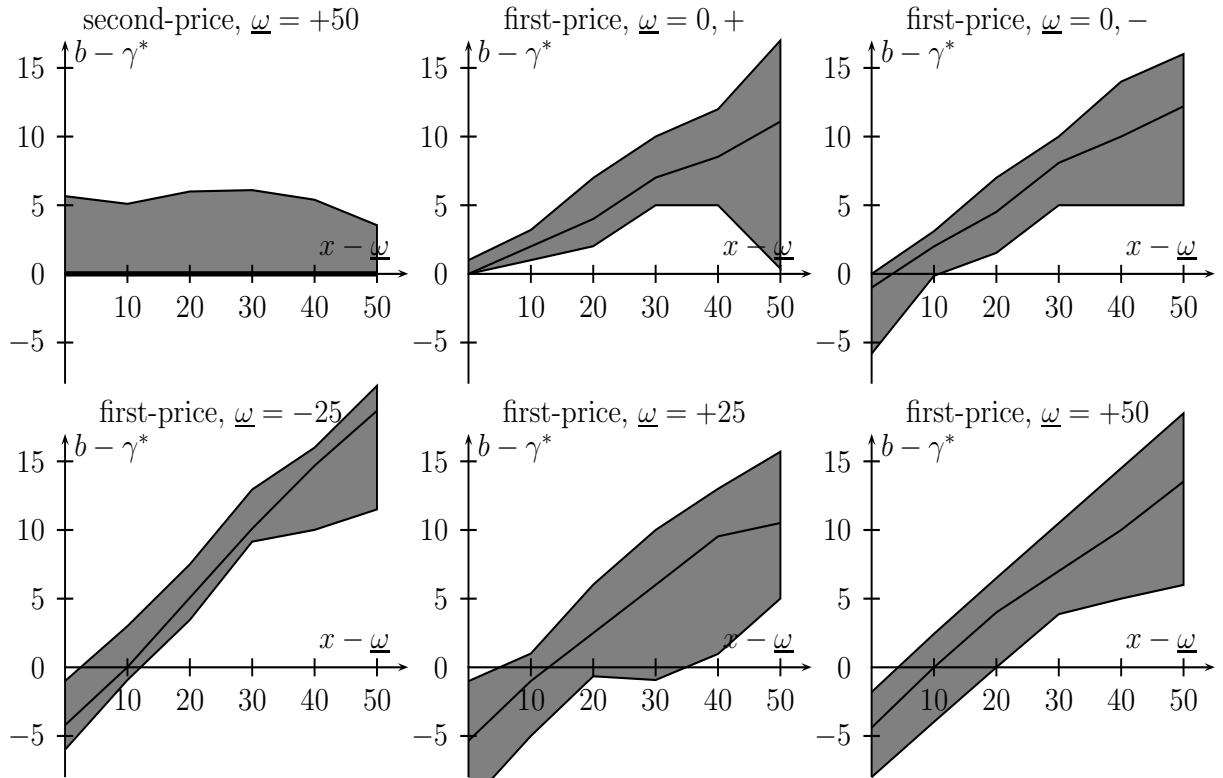 second-price, ω = +50
b − γ*
15
10
5
0
−5
10 20 30 40 50
x − ω
first-price, ω = 0, +
b − γ*
15
10
5
0
−5
10 20 30 40 50
x − ω
first-price, ω = 0, −
b − γ*
15
10
5
0
−5
10 20 30 40 50
x − ω
first-price, ω = −25
b − γ*
15
10
5
0
−5
10 20 30 40 50
x − ω
first-price, ω = +25
b − γ*
15
10
5
0
−5
10 20 30 40 50
x − ω
first-price, ω = +50
b − γ*
15
10
5
0
−5
10 20 30 40 50
x − ω